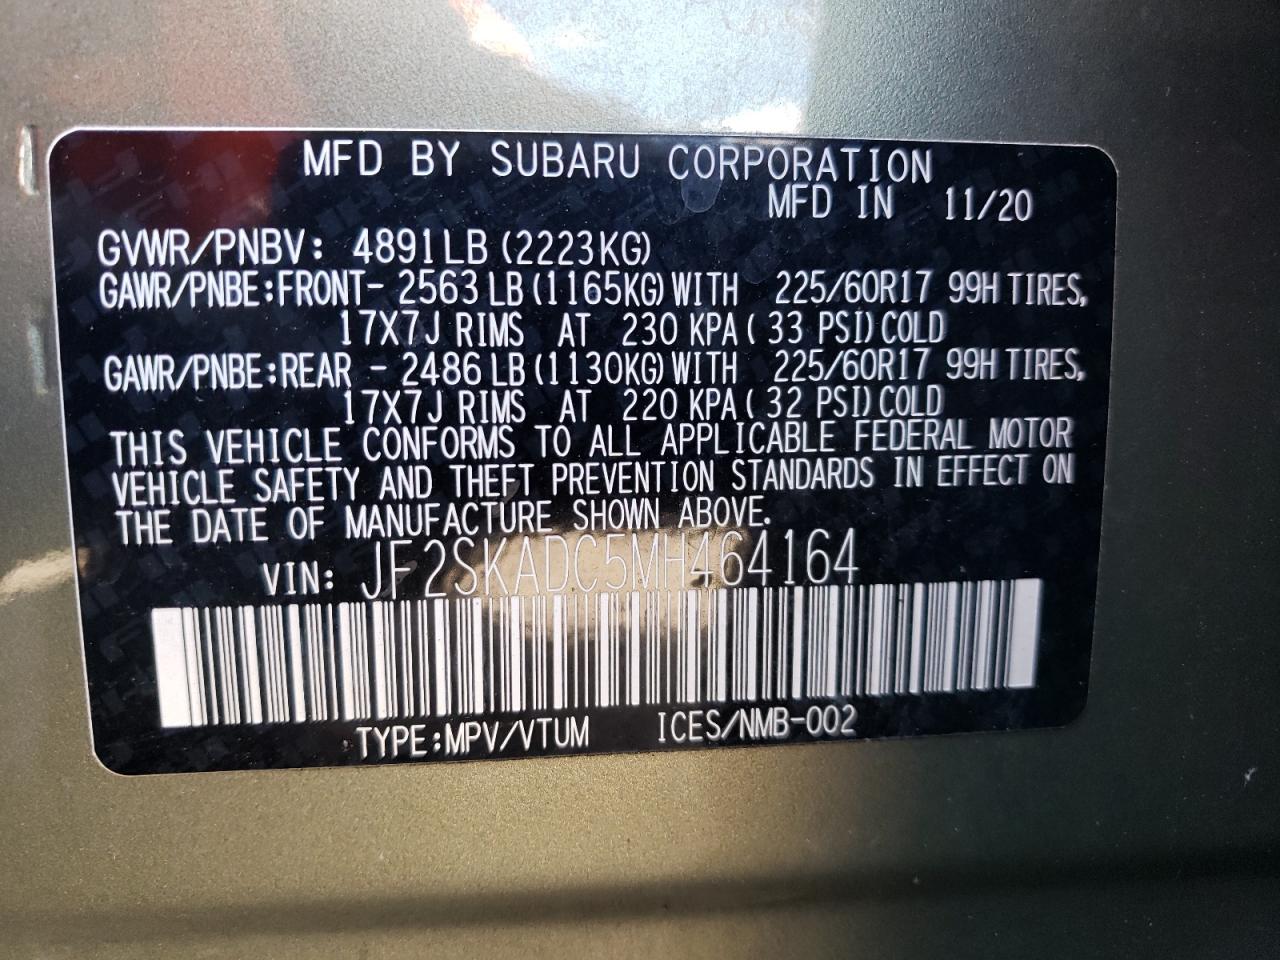 MFD BY SUBARU CORPORATION
MFD IN 11/20
GVWR/PNBV: 4891LB (2223KG)
GAWR/PNBE:FRONT- 2563 LB (1165KG) WITH 225/60R17 99H TIRES,
17X7J RIMS AT 230 KPA ( 33 PSI) COLD
GAWR/PNBE:REAR - 2486 LB (1130KG) WITH 225/60R17 99H TIRES,
17X7J RIMS AT 220 KPA ( 32 PSI) COLD
THIS VEHICLE CONFORMS TO ALL APPLICABLE FEDERAL MOTOR
VEHICLE SAFETY AND THEFT PREVENTION STANDARDS IN EFFECT ON
THE DATE OF MANUFACTURE SHOWN ABOVE.
VIN: JF2SKADC5MH464164
TYPE:MPV/VTUM ICES/NMB-002